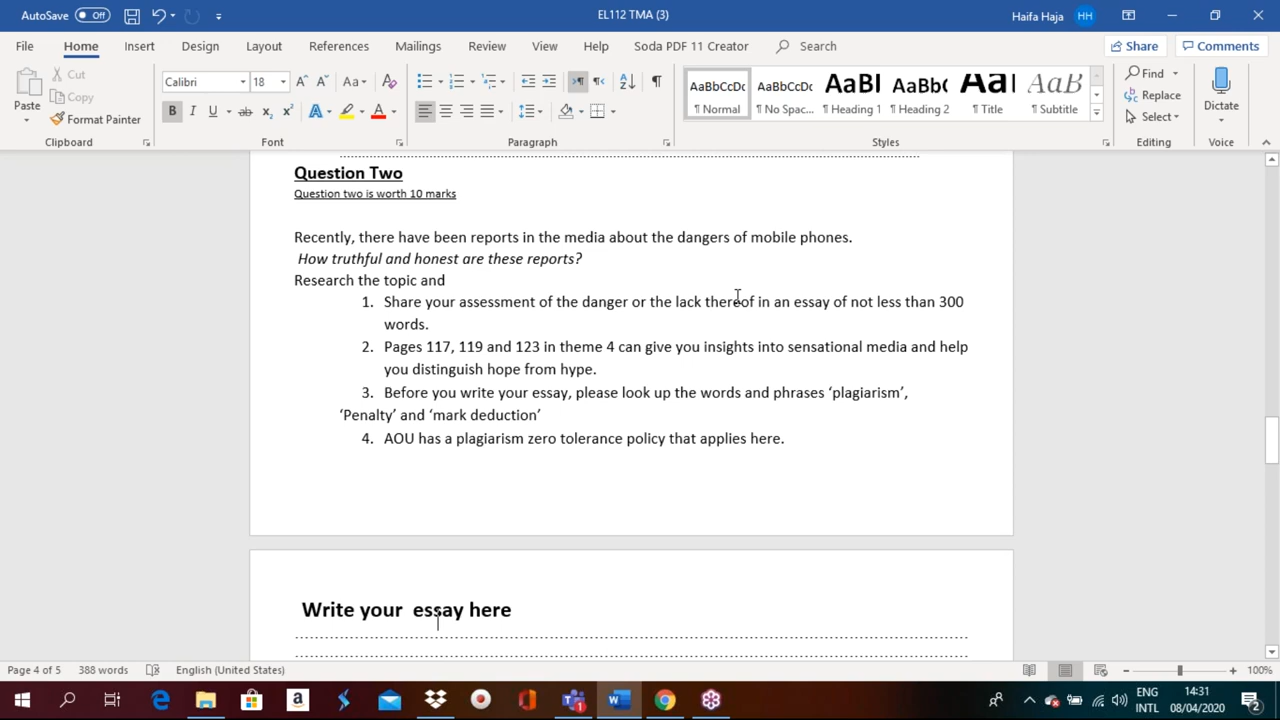 AutoSave Off EL112 TMA (3) Haifa Haja HH
File Home Insert Design Layout References Mailings Review View Help Soda PDF 11 Creator Search Share Comments
Paste Cut Copy Format Painter
Calibri 18
AaBbCcDc AaBbCcDc AaBl AaBbC AaI AaB
¶ Normal ¶ No Spac... ¶ Heading 1 ¶ Heading 2 ¶ Title ¶ Subtitle
Find Replace Select
Dictate
Clipboard Font Paragraph Styles Editing Voice
Question Two
Question two is worth 10 marks
Recently, there have been reports in the media about the dangers of mobile phones.
How truthful and honest are these reports?
Research the topic and
1. Share your assessment of the danger or the lack thereof in an essay of not less than 300
words.
2. Pages 117, 119 and 123 in theme 4 can give you insights into sensational media and help
you distinguish hope from hype.
3. Before you write your essay, please look up the words and phrases ‘plagiarism’,
‘Penalty’ and ‘mark deduction’
4. AOU has a plagiarism zero tolerance policy that applies here.
Write your essay here
Page 4 of 5 388 words English (United States) 100%
ENG 14:31
INTL 08/04/2020